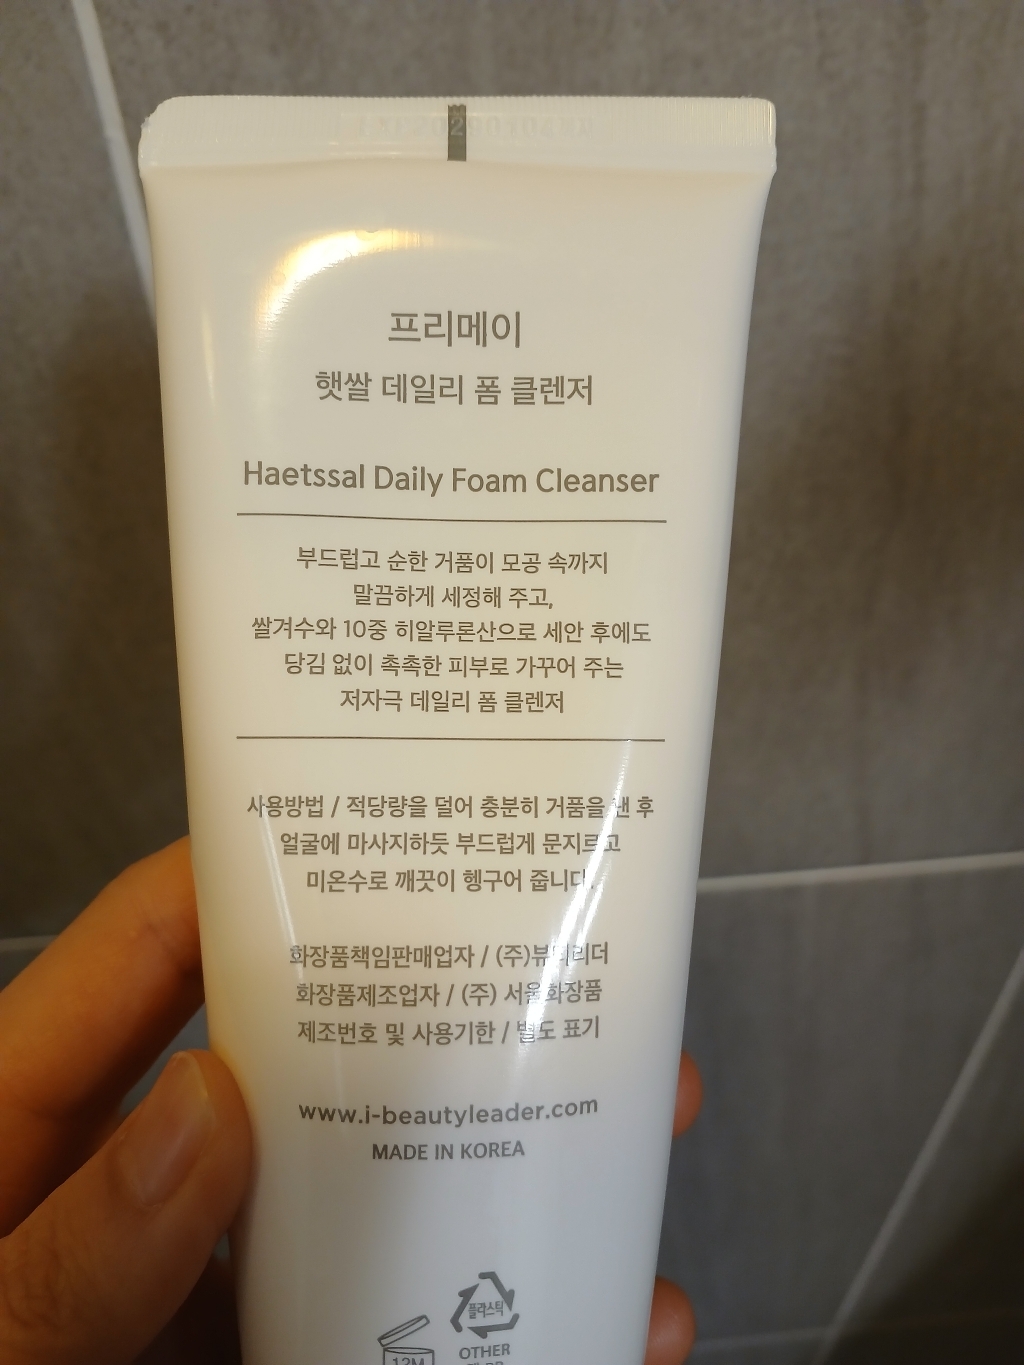 프리메이
햇쌀 데일리 폼 클렌저
Haetssal Daily Foam Cleanser
부드럽고 순한 거품이 모공 속까지
말끔하게 세정해 주고,
쌀겨수와 10중 히알루론산으로 세안 후에도
당김 없이 촉촉한 피부로 가꾸어 주는
저자극 데일리 폼 클렌저
사용방법 / 적당량을 덜어 충분히 거품을 낸 후
얼굴에 마사지하듯 부드럽게 문지르고
미온수로 깨끗이 헹구어 줍니다.
화장품책임판매업자 / (주)뷰티리더
화장품제조업자 / (주) 서울화장품
제조번호 및 사용기한 / 별도 표기
www.i-beautyleader.com
MADE IN KOREA
플라스틱
12M
OTHER